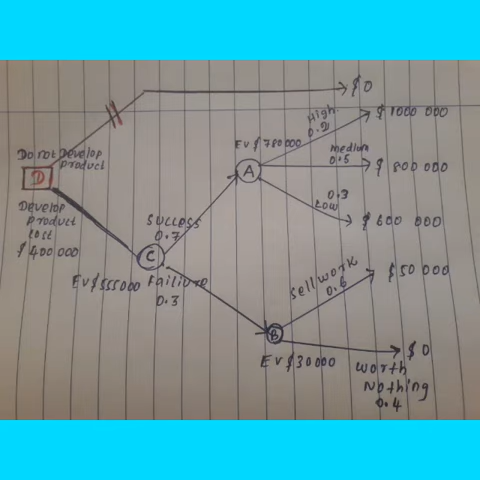 $0
High
0.2
$1000 000
EV $780000
medium
0.5
$ 800 000
A
0.3
Low
$600 000
Do not Develop
product
D
Develop
product
cost
$400 000
SUCCESS
0.7
C
EV $555000
Failure
0.3
Sell work
0.6
$50 000
B
EV $30000
$0
Worth
Nothing
0.4